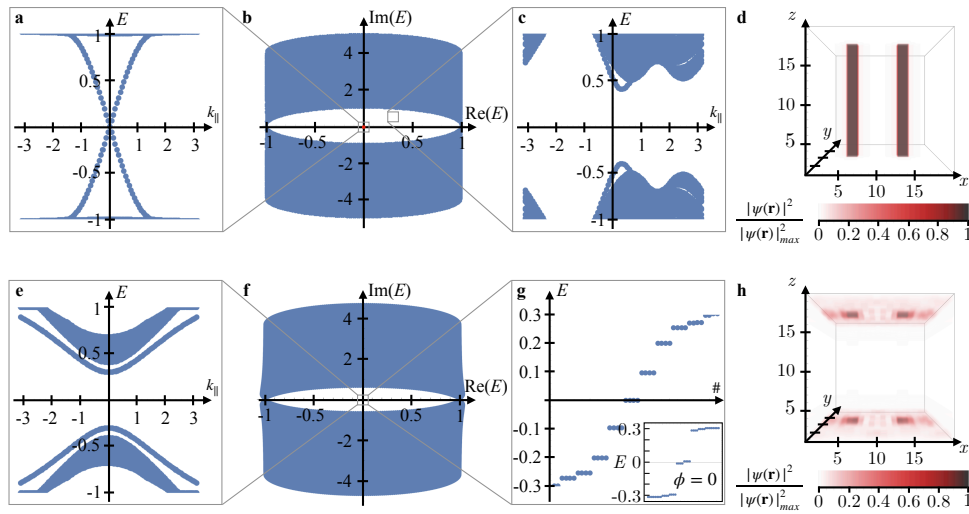 a E b Im(E) c E d z
1 4 1 15
0.5 2 0.5 10
k∥ Re(E) k∥ 5 y
-3 -2 -1 1 2 3 -1 -0.5 0.5 1 -3 -2 -1 1 2 3
-0.5 -2 -0.5 5 10 15 x
-1 -4 -1
|ψ(r)|²
|ψ(r)|²max 0 0.2 0.4 0.6 0.8 1
e E f Im(E) g E h z
1 4 0.3 15
0.5 2 0.2 10
0.1 5 y
k∥ Re(E) #
-3 -2 -1 1 2 3 -1 1
-0.5 -2 -0.1 0.3
-0.2 E 0 5 10 15 x
-1 -4 -0.3 -0.3 ϕ = 0
|ψ(r)|²
|ψ(r)|²max 0 0.2 0.4 0.6 0.8 1